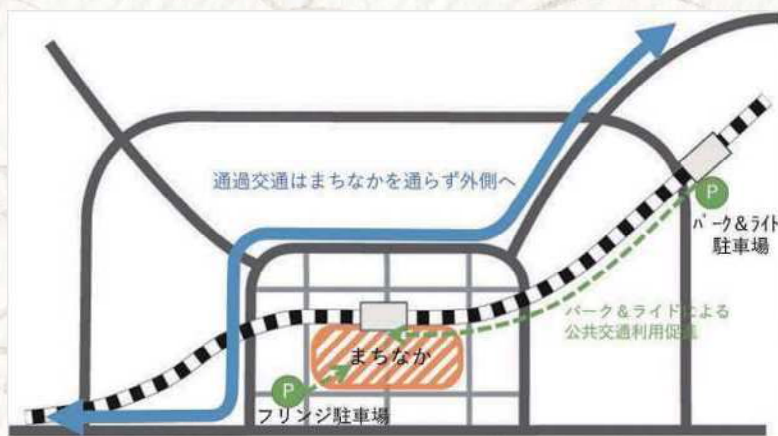 通過交通はまちなかを通らず外側へ
P
パーク&ライド
駐車場
パーク&ライドによる
公共交通利用促進
まちなか
P
フリンジ駐車場